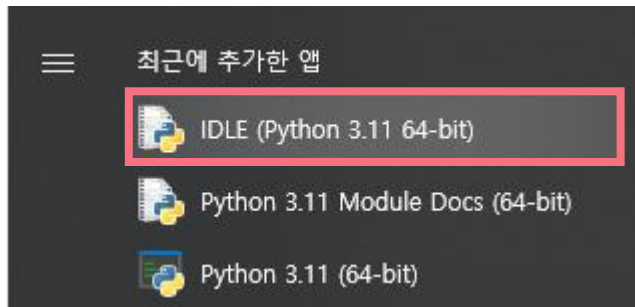 최근에 추가한 앱
IDLE (Python 3.11 64-bit)
Python 3.11 Module Docs (64-bit)
Python 3.11 (64-bit)